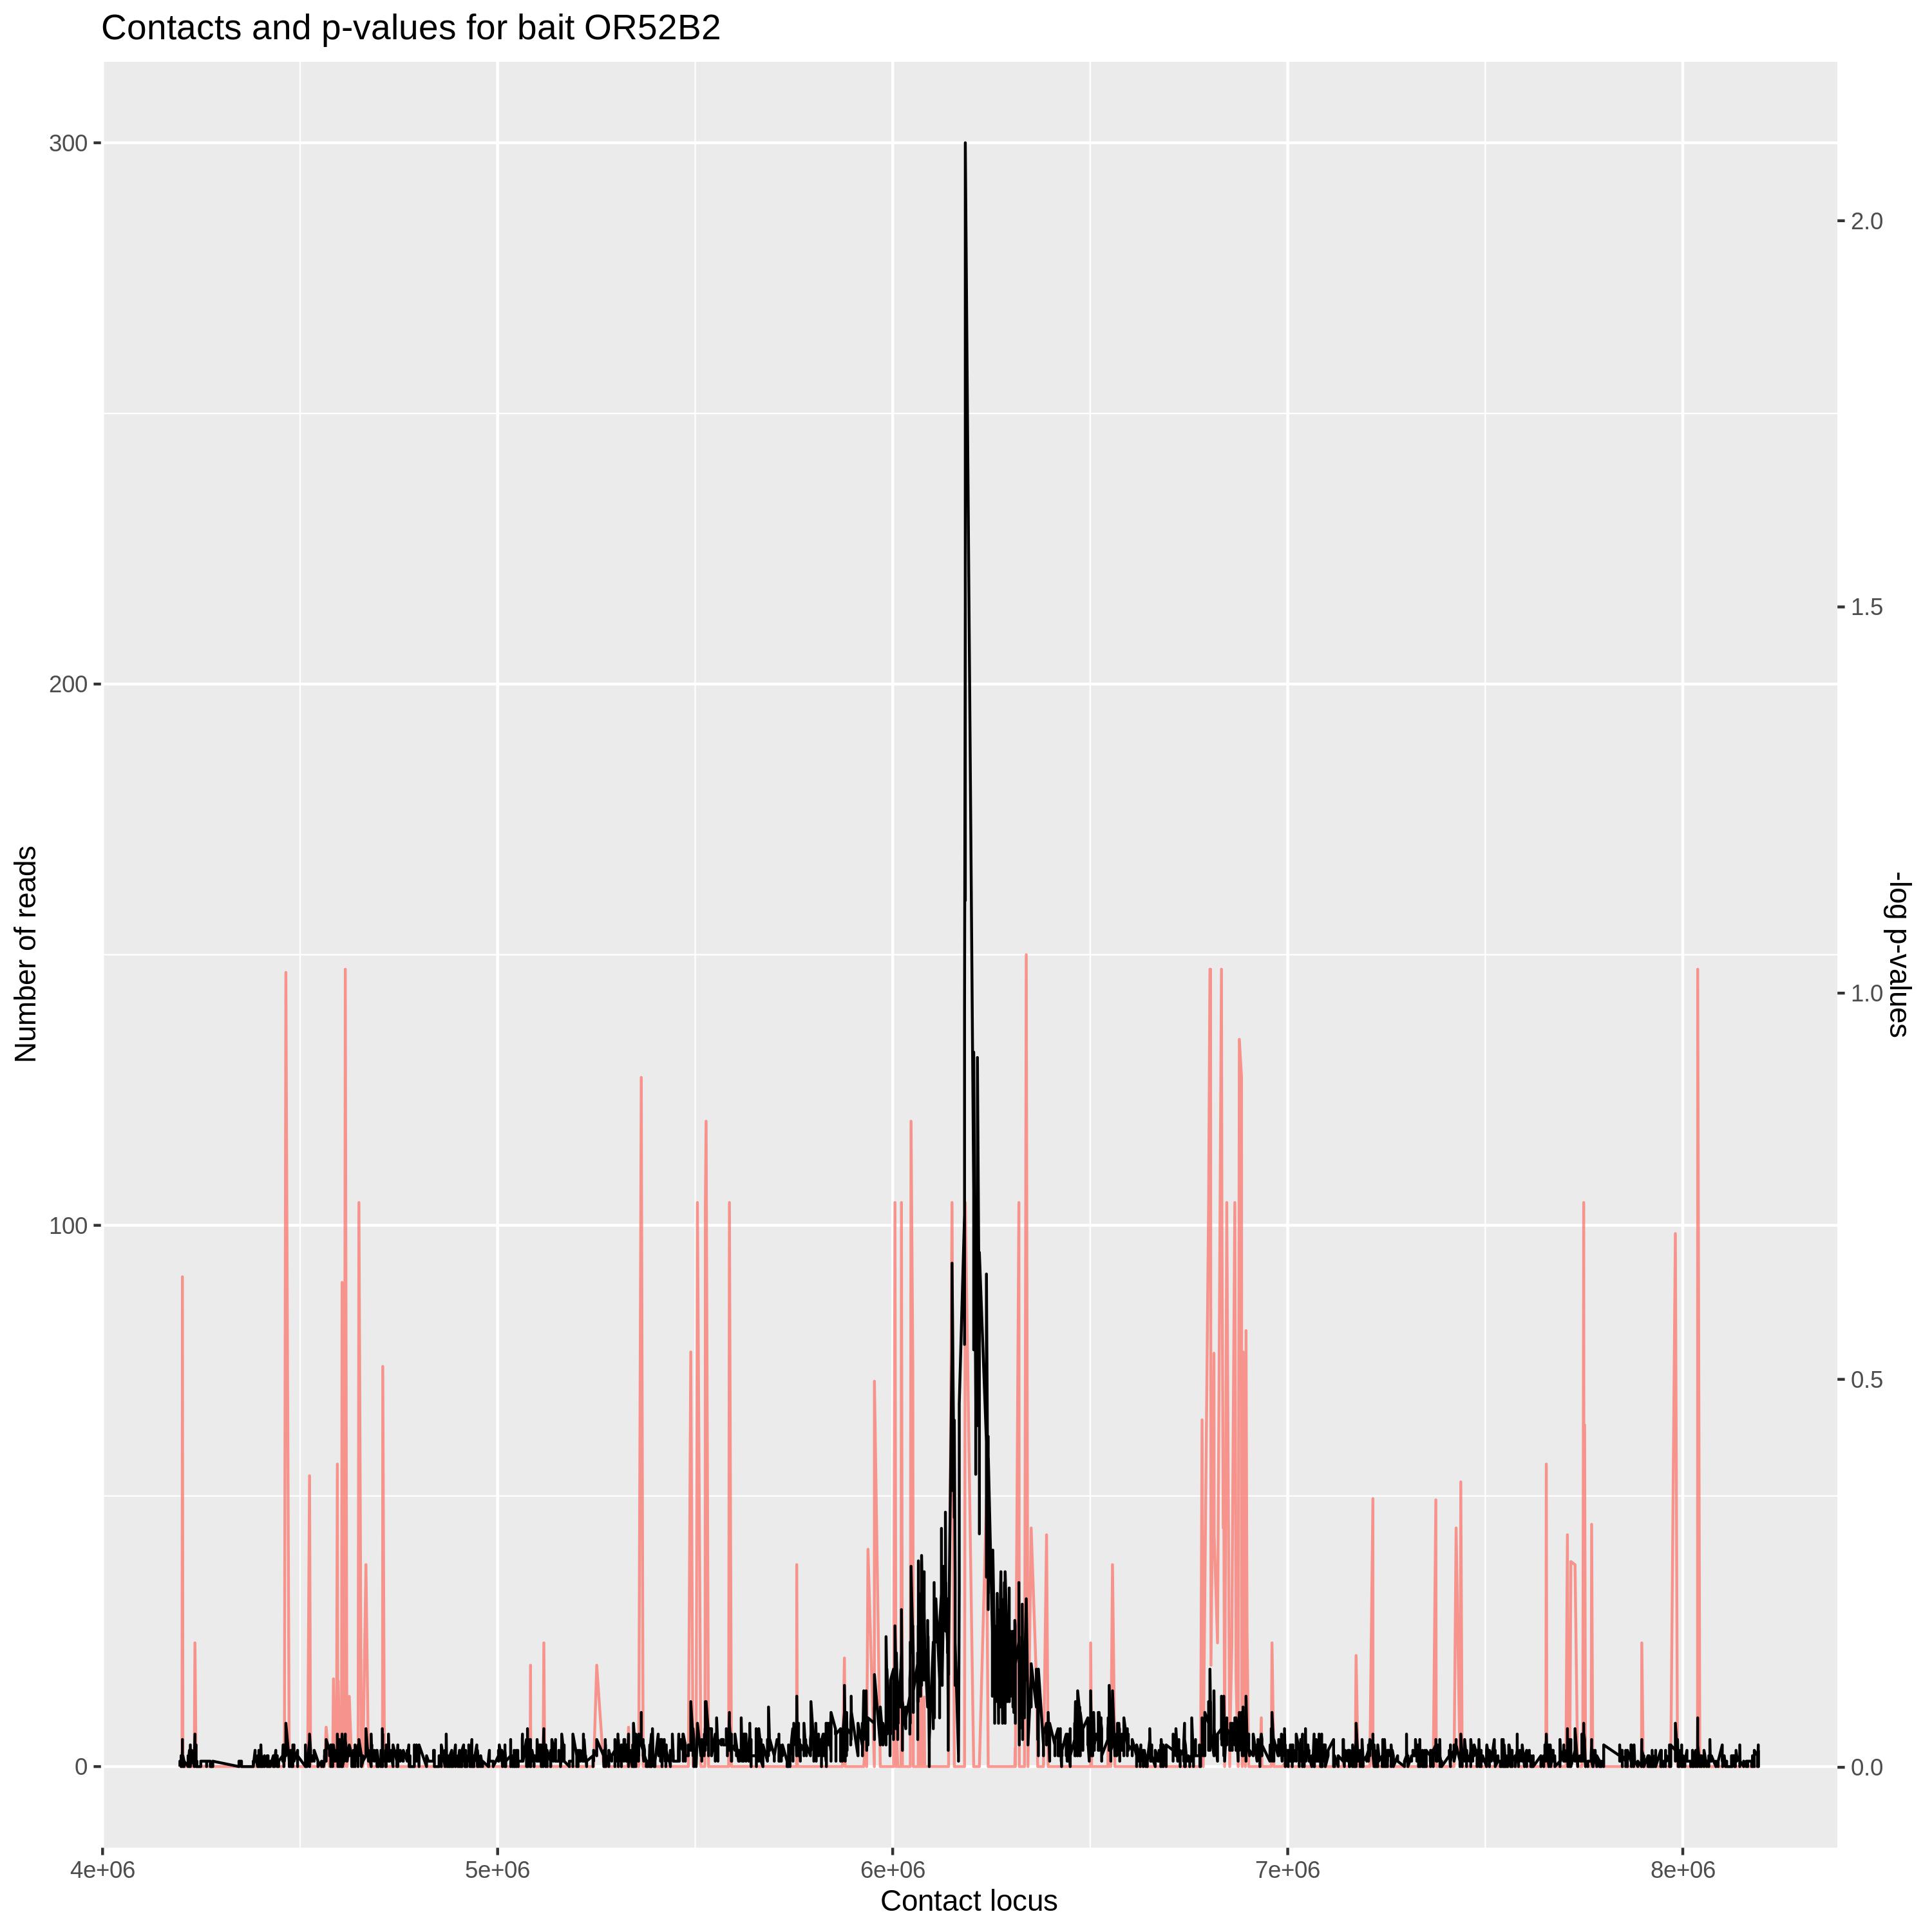 Contacts and p-values for bait OR52B2
300
200
100
0
Number of reads
2.0
1.5
1.0
0.5
0.0
-log p-values
4e+06
5e+06
6e+06
7e+06
8e+06
Contact locus